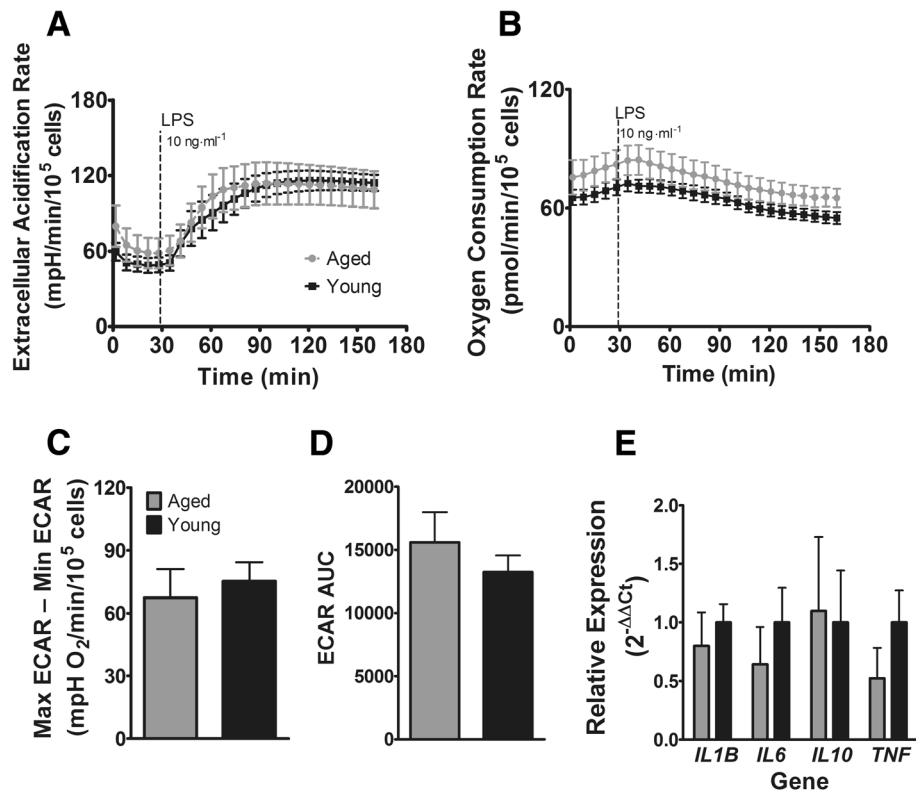 A
Extracellular Acidification Rate
(mpH/min/10⁵ cells)
180
120
60
0
LPS
10 ng·ml⁻¹
Aged
Young
0
30
60
90
120
150
180
Time (min)
B
Oxygen Consumption Rate
(pmol/min/10⁵ cells)
120
60
0
LPS
10 ng·ml⁻¹
0
30
60
90
120
150
180
Time (min)
C
Max ECAR – Min ECAR
(mpH O₂/min/10⁵ cells)
120
90
60
30
0
Aged
Young
D
ECAR AUC
20000
15000
10000
5000
0
E
Relative Expression
(2^-ΔΔCt)
2.0
1.5
1.0
0.5
0.0
IL1B
IL6
IL10
TNF
Gene